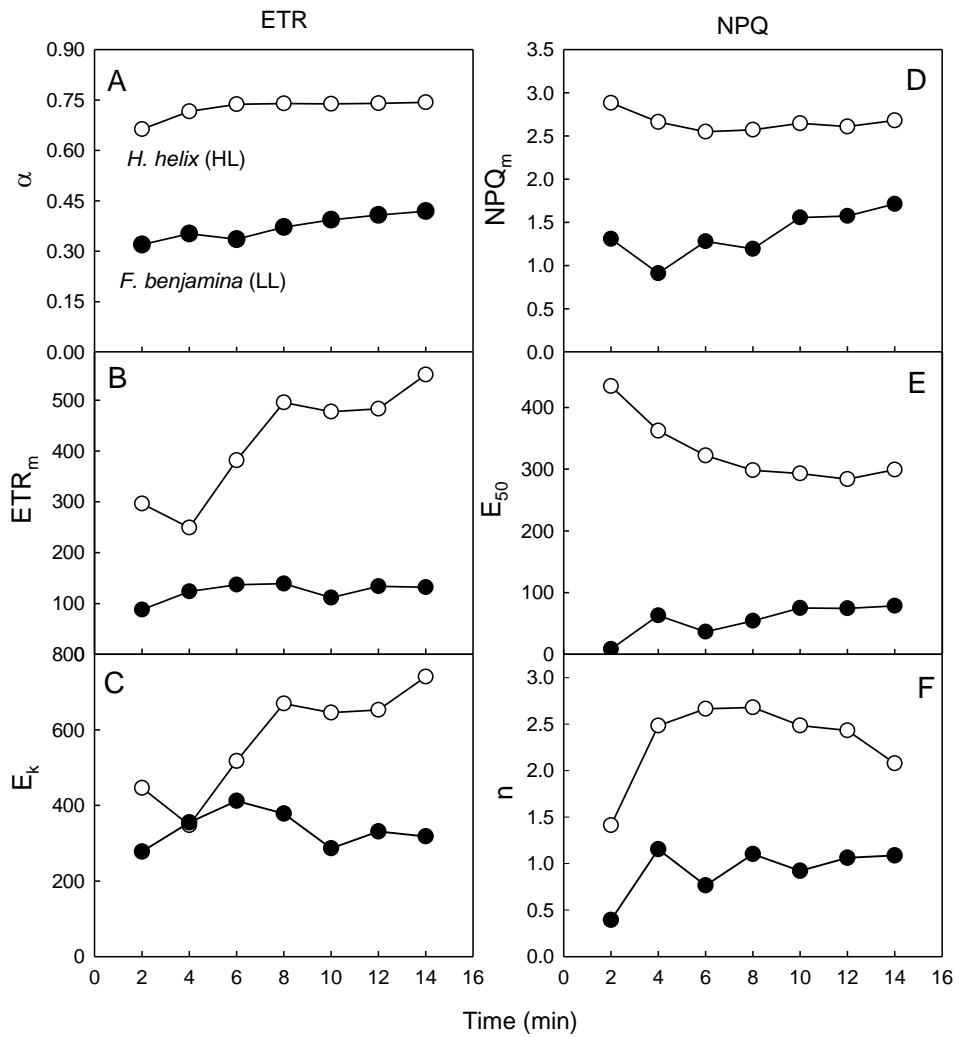 ETR
NPQ
A
0.90
0.75
0.60
0.45
0.30
0.15
0.00
α
H. helix (HL)
F. benjamina (LL)
D
3.5
3.0
2.5
2.0
1.5
1.0
0.5
0.0
NPQm
B
500
400
300
200
100
0
ETRm
E
400
300
200
100
0
E50
C
800
600
400
200
0
Ek
F
3.0
2.5
2.0
1.5
1.0
0.5
0.0
n
0 2 4 6 8 10 12 14 16
0 2 4 6 8 10 12 14 16
Time (min)